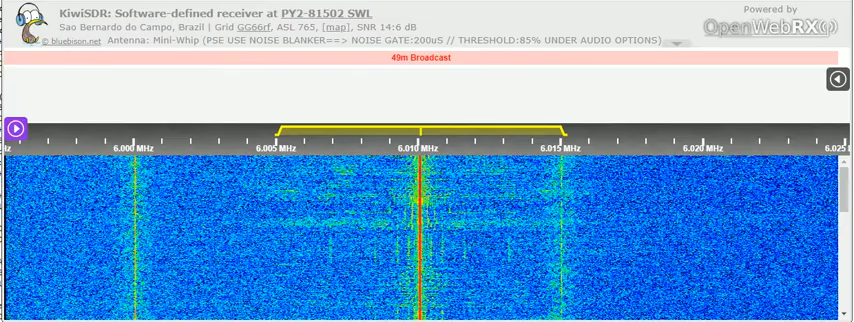 KiwiSDR: Software-defined receiver at PY2-81502 SWL
Powered by
Sao Bernardo do Campo, Brazil | Grid GG66rf, ASL 765, [map], SNR 14:6 dB
OpenWebRX
© bluebison.net
Antenna: Mini-Whip (PSE USE NOISE BLANKER==> NOISE GATE:200uS // THRESHOLD:85% UNDER AUDIO OPTIONS)
49m Broadcast
6.000 MHz
6.005 MHz
6.010 MHz
6.015 MHz
6.020 MHz